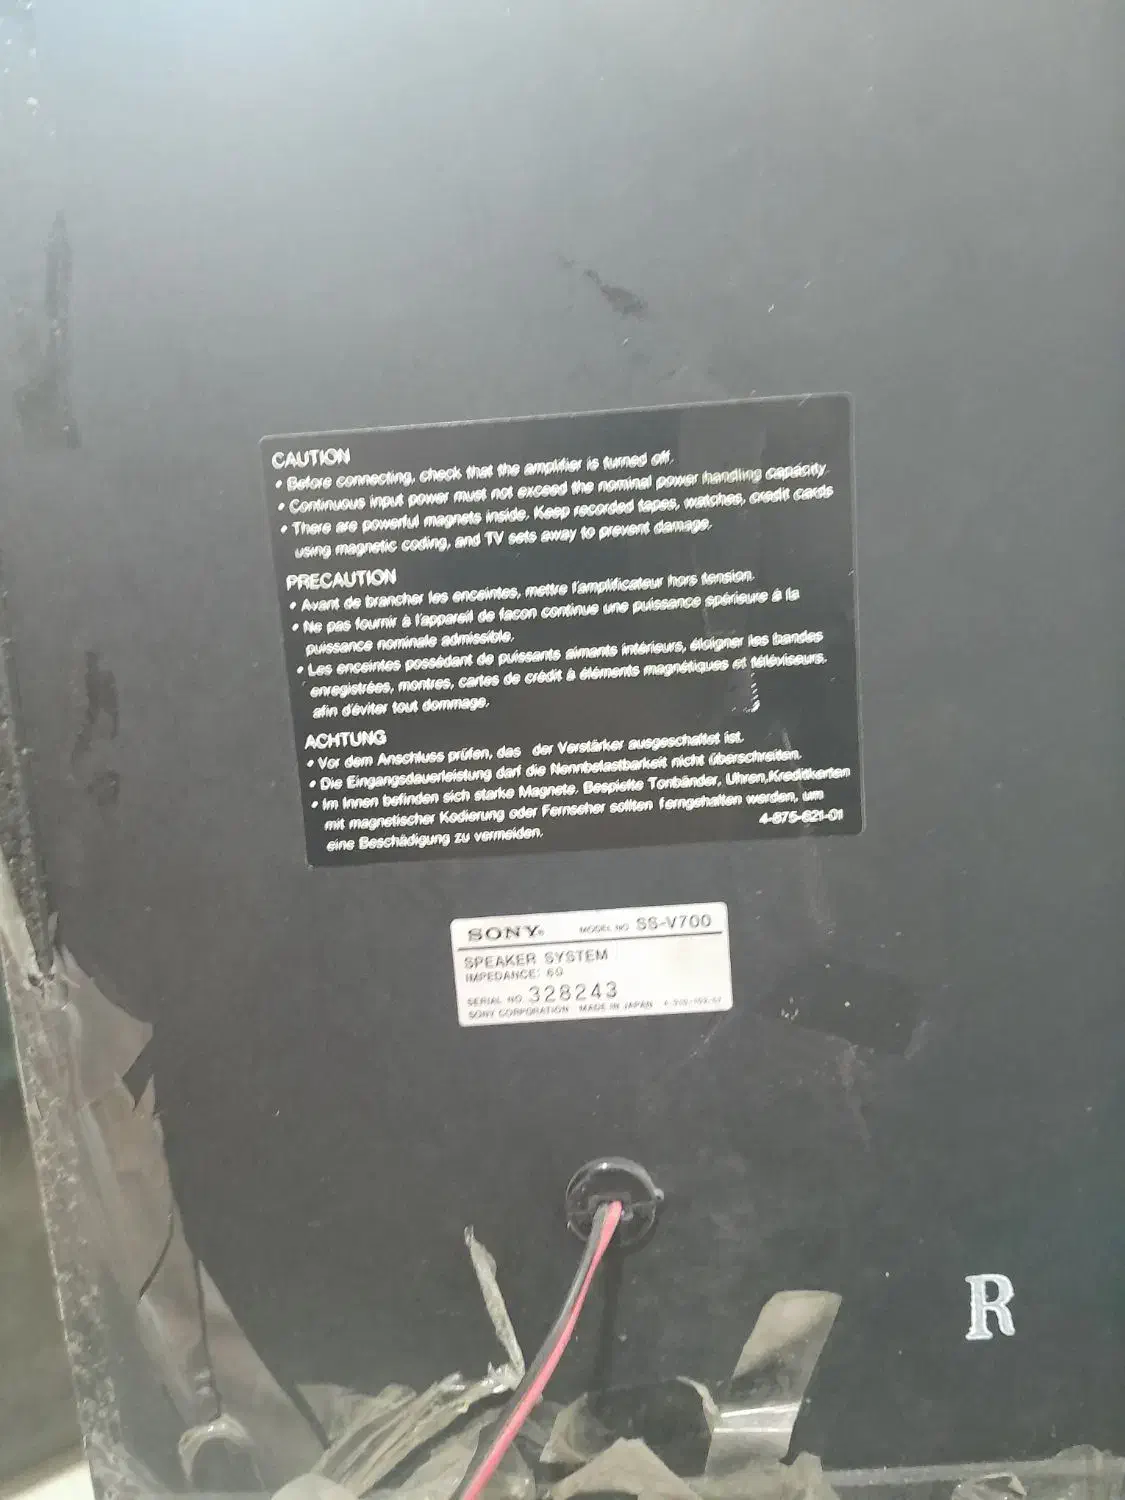 CAUTION
• Before connecting, check that the amplifier is turned off.
• Continuous input power must not exceed the nominal power handling capacity.
• There are powerful magnets inside. Keep recorded tapes, watches, credit cards
using magnetic coding, and TV sets away to prevent damage.
PRECAUTION
• Avant de brancher les enceintes, mettre l'amplificateur hors tension.
• Ne pas fournir à l'appareil de facon continue une puissance spérieure à la
puissance nominale admissible.
• Les enceintes possédant de puissants aimants intérieurs, éloigner les bandes
enregistrées, montres, cartes de crédit à éléments magnétiques et téléviseurs.
afin d'éviter tout dommage.
ACHTUNG
• Vor dem Anschluss prüfen, das der Verstärker ausgeschaltet ist.
• Die Eingangsdauerleistung darf die Nennbelastbarkeit nicht überschreiten.
• Im Innen befinden sich starke Magnete. Bespielte Tonbänder, Uhren, Kreditkarten
mit magnetischer Kodierung oder Fernseher sollten ferngehalten werden, um
eine Beschädigung zu vermeiden.
4-875-621-01
SONY® MODEL NO. SS-V700
SPEAKER SYSTEM
IMPEDANCE: 6Ω
SERIAL NO. 328243
SONY CORPORATION MADE IN JAPAN
R